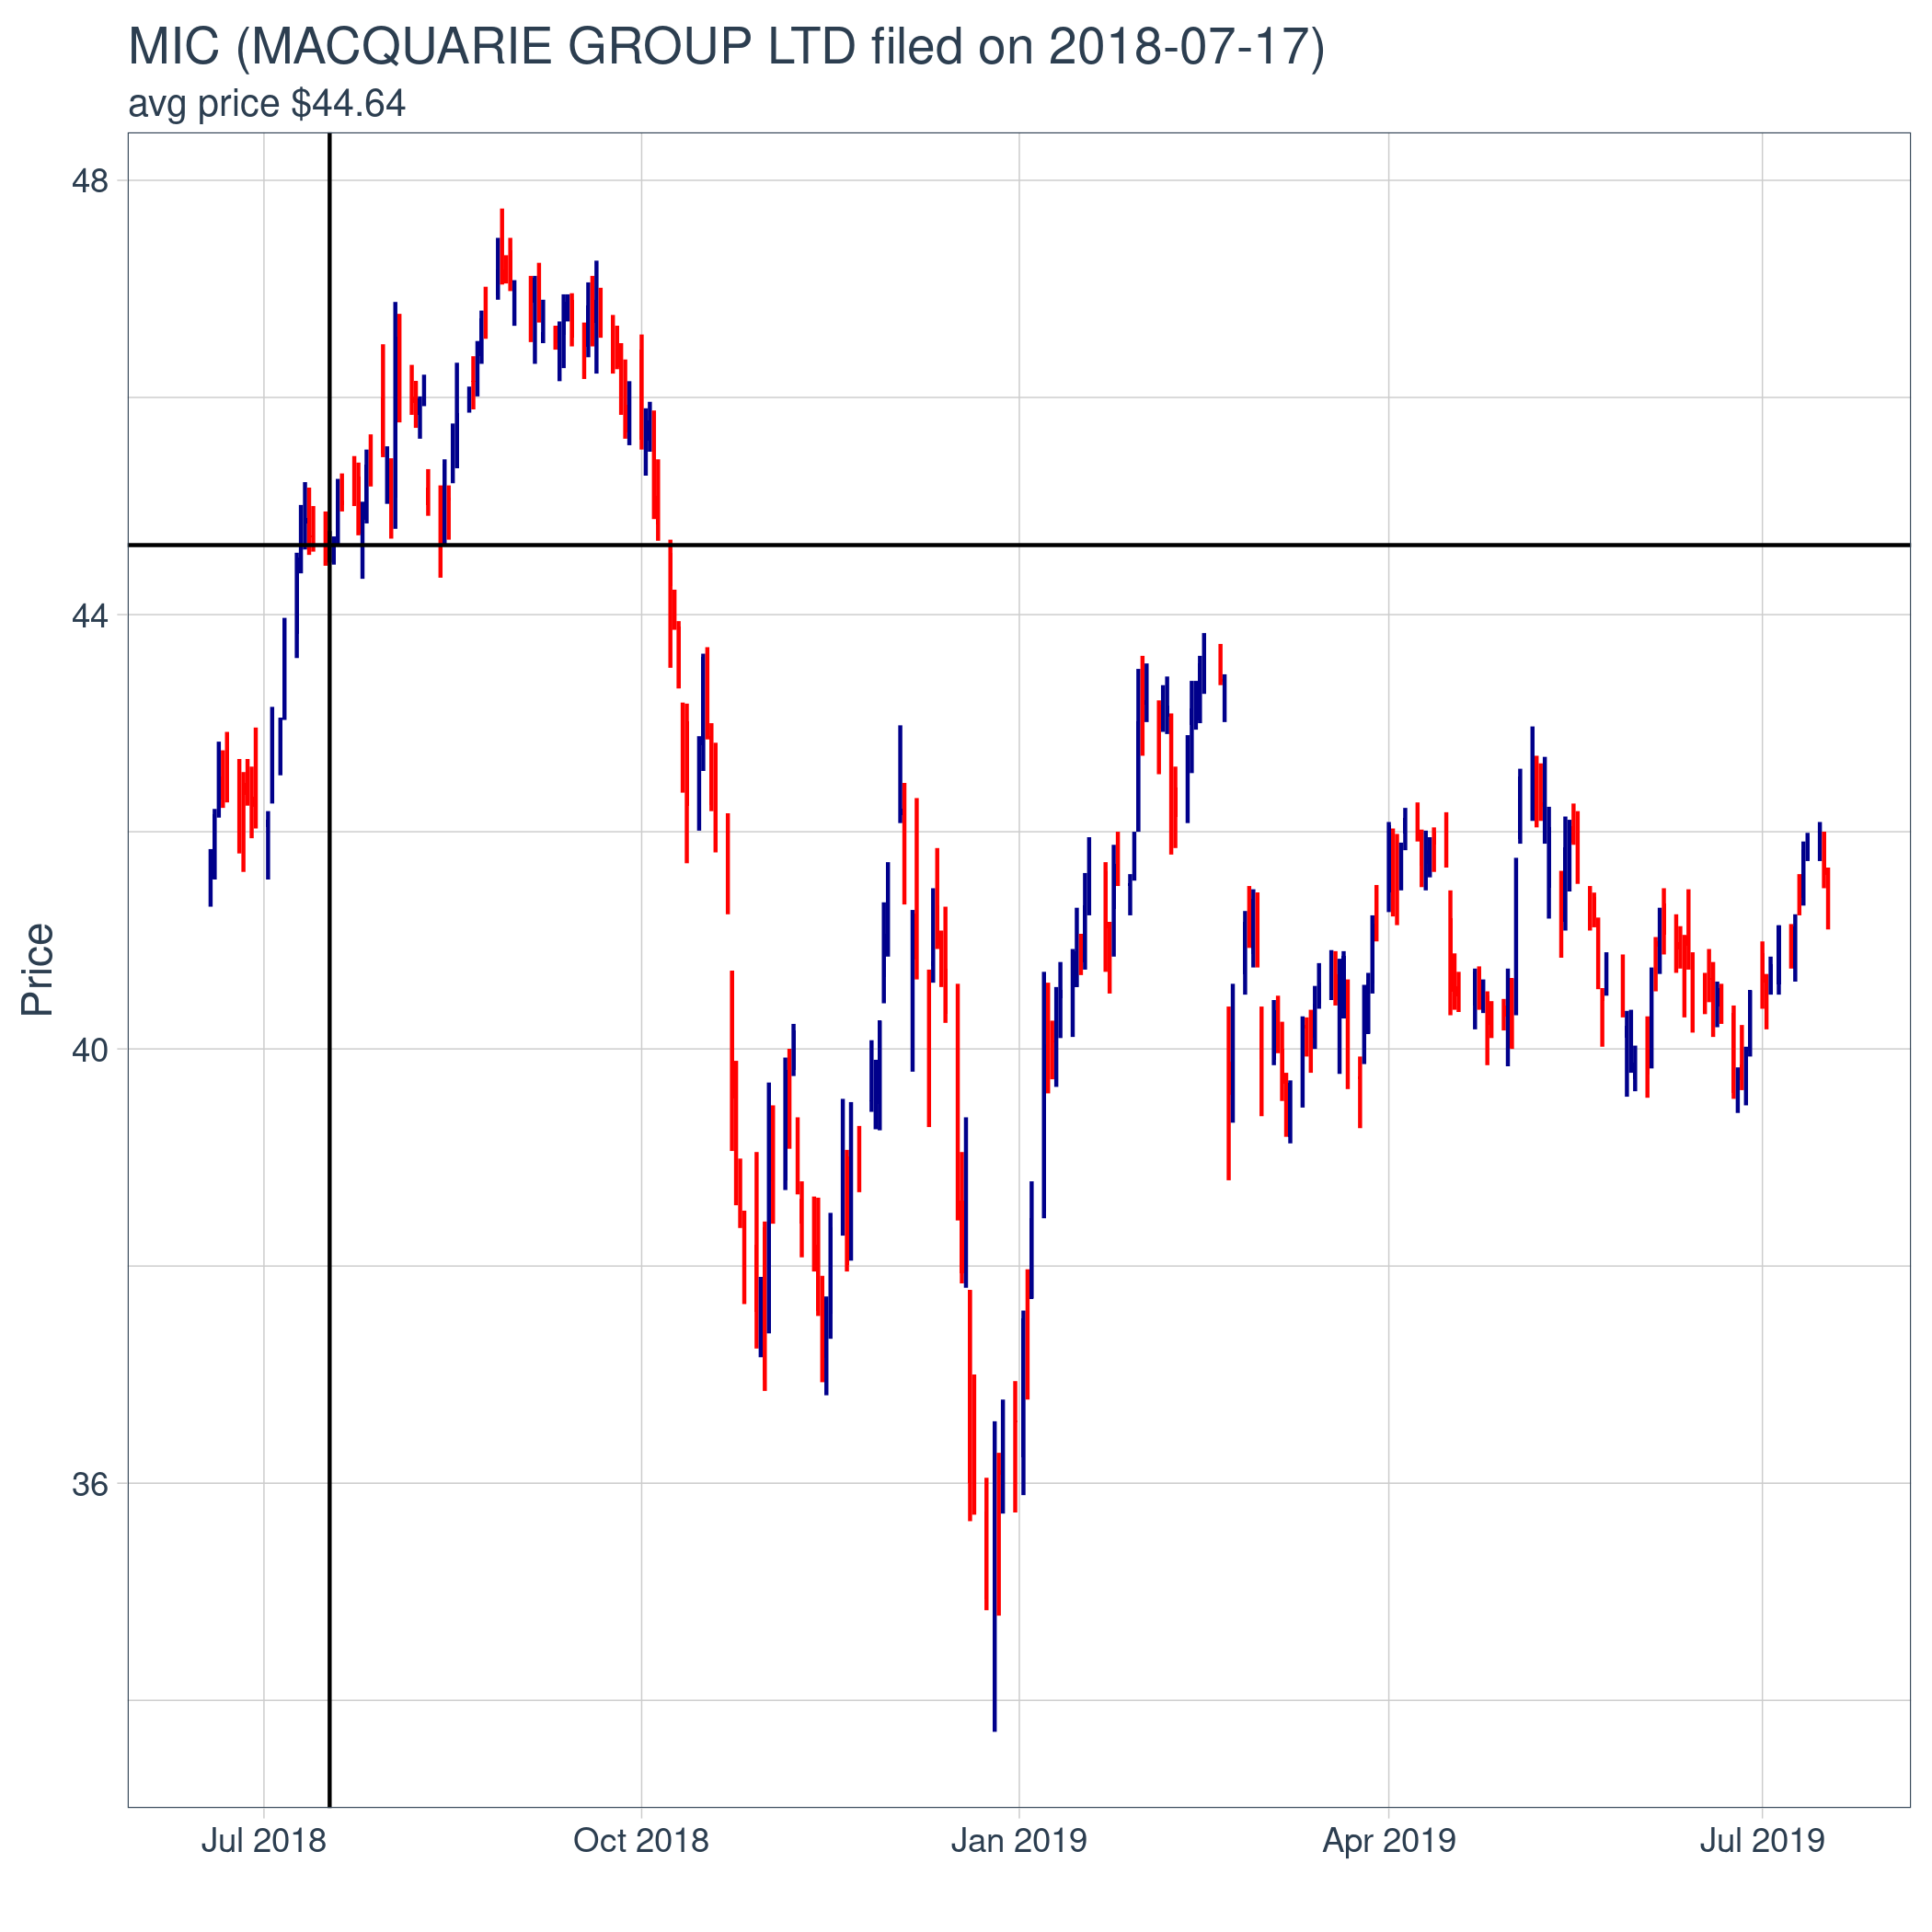 MIC (MACQUARIE GROUP LTD filed on 2018-07-17)
avg price $44.64
48
44
40
36
Price
Jul 2018
Oct 2018
Jan 2019
Apr 2019
Jul 2019